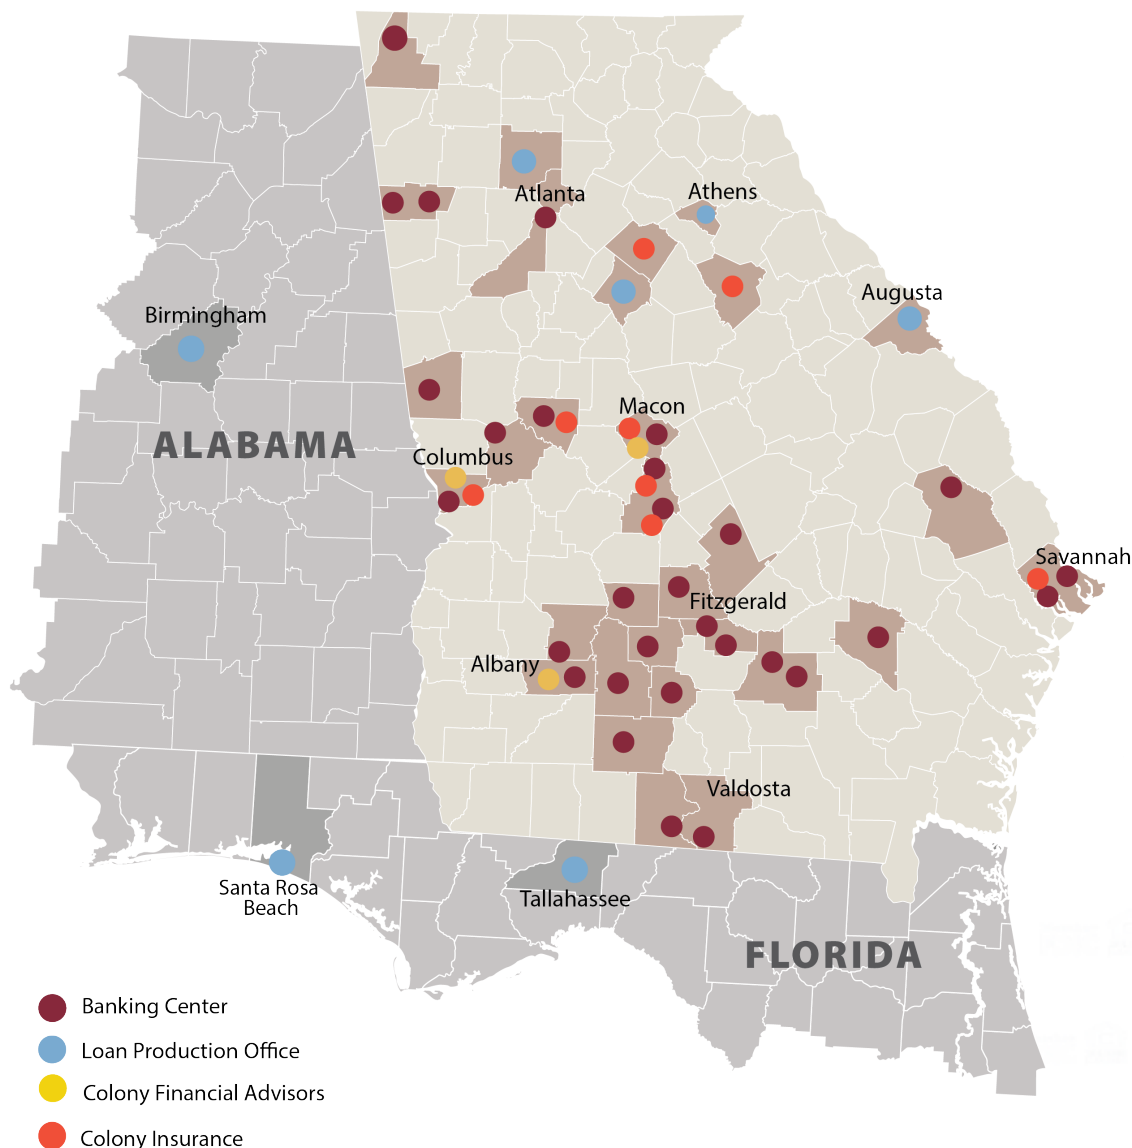 Atlanta
Athens
Augusta
Birmingham
ALABAMA
Macon
Columbus
Savannah
Fitzgerald
Albany
Valdosta
Santa Rosa
Beach
Tallahassee
FLORIDA
Banking Center
Loan Production Office
Colony Financial Advisors
Colony Insurance